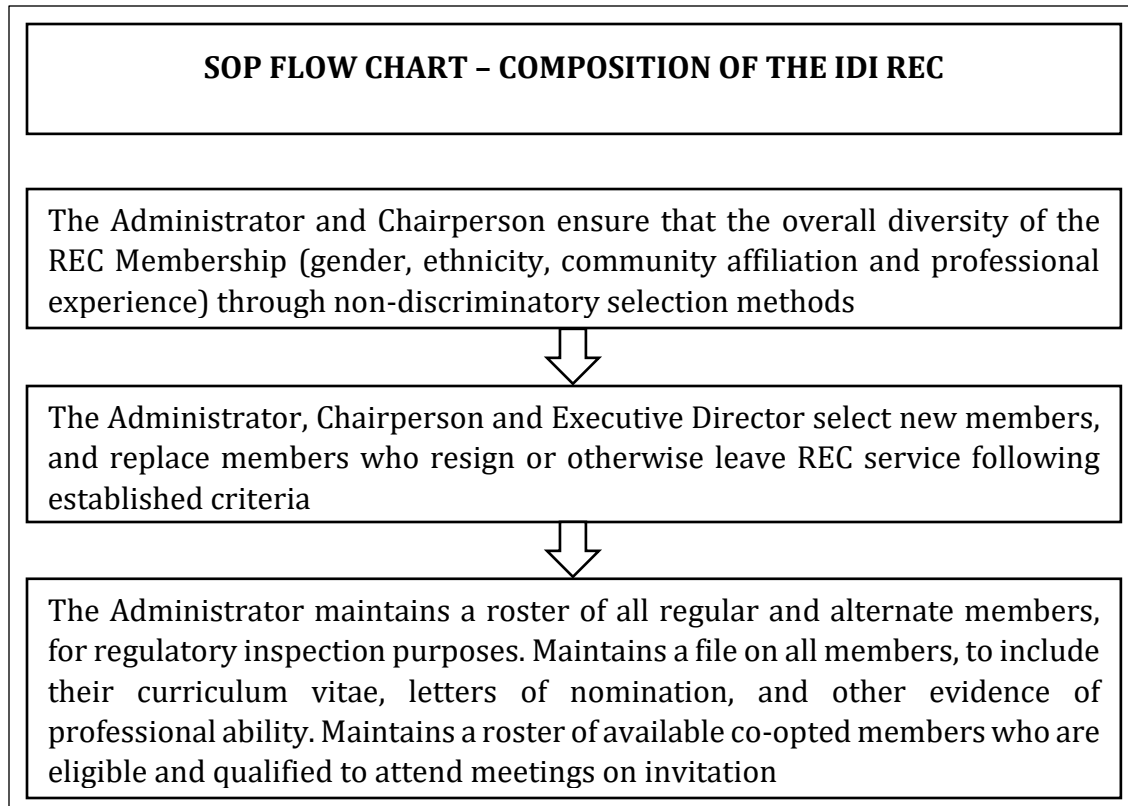 SOP FLOW CHART – COMPOSITION OF THE IDI REC
The Administrator and Chairperson ensure that the overall diversity of the
REC Membership (gender, ethnicity, community affiliation and professional
experience) through non-discriminatory selection methods
The Administrator, Chairperson and Executive Director select new members,
and replace members who resign or otherwise leave REC service following
established criteria
The Administrator maintains a roster of all regular and alternate members,
for regulatory inspection purposes. Maintains a file on all members, to include
their curriculum vitae, letters of nomination, and other evidence of
professional ability. Maintains a roster of available co-opted members who are
eligible and qualified to attend meetings on invitation